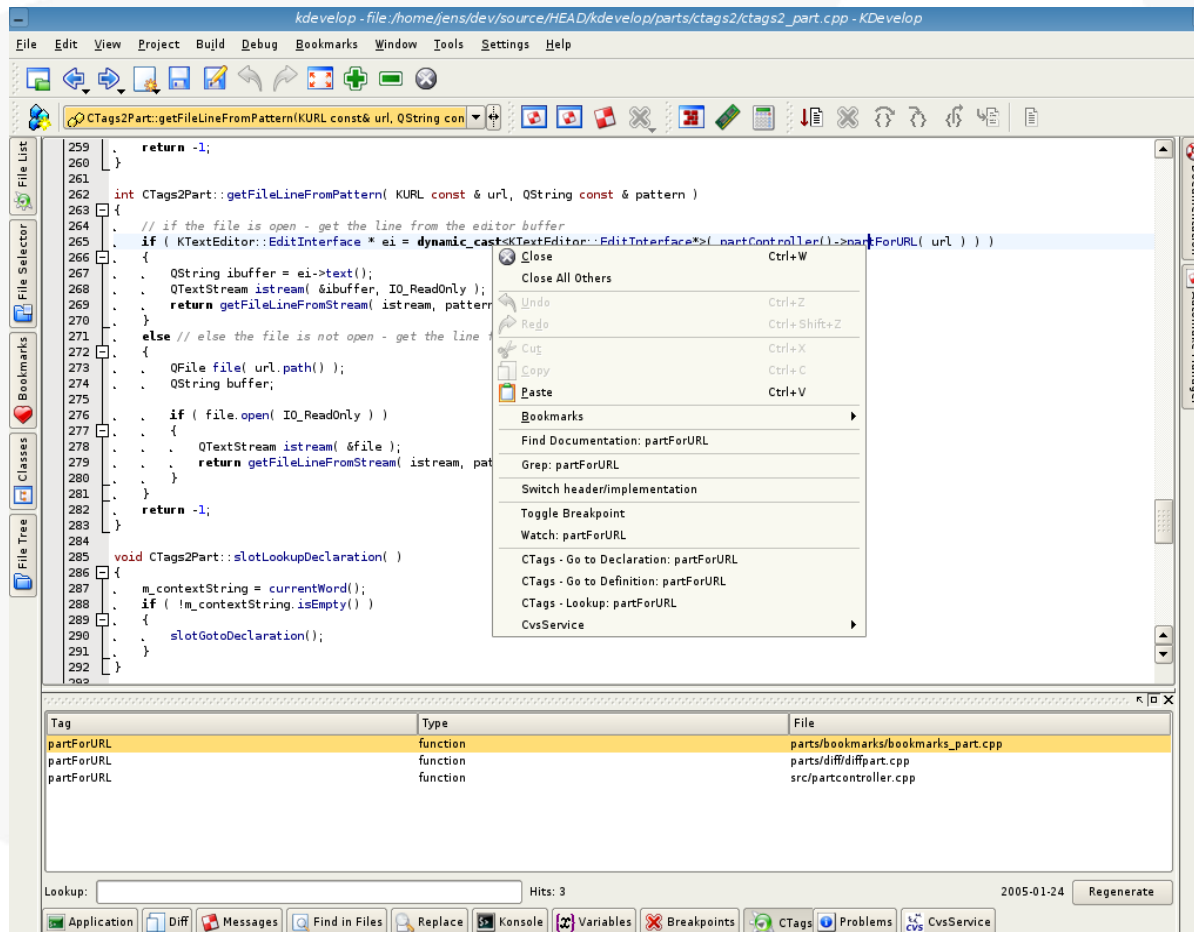 kdevelop - file:/home/jens/dev/source/HEAD/kdevelop/parts/ctags2/ctags2_part.cpp - KDevelop
File Edit View Project Build Debug Bookmarks Window Tools Settings Help
CTags2Part::getFileLineFromPattern(KURL const& url, QString con
File List
File Selector
Bookmarks
Classes
File Tree
259 return -1;
260 }
261
262 int CTags2Part::getFileLineFromPattern( KURL const & url, QString const & pattern )
263 {
264 // if the file is open - get the line from the editor buffer
265 if ( KTextEditor::EditInterface * ei = dynamic_cast<KTextEditor::EditInterface*>( partController()->partForURL( url ) ) )
266 {
267 QString ibuffer = ei->text();
268 QTextStream istream( &ibuffer, IO_ReadOnly );
269 return getFileLineFromStream( istream, pattern
270 }
271 else // else the file is not open - get the line
272 {
273 QFile file( url.path() );
274 QString buffer;
275
276 if ( file.open( IO_ReadOnly ) )
277 {
278 QTextStream istream( &file );
279 return getFileLineFromStream( istream, pat
280 }
281 }
282 return -1;
283 }
284
285 void CTags2Part::slotLookupDeclaration( )
286 {
287 m_contextString = currentWord();
288 if ( !m_contextString.isEmpty() )
289 {
290 slotGotoDeclaration();
291 }
292 }
293
Close Ctrl+W
Close All Others
Undo Ctrl+Z
Redo Ctrl+Shift+Z
Cut Ctrl+X
Copy Ctrl+C
Paste Ctrl+V
Bookmarks
Find Documentation: partForURL
Grep: partForURL
Switch header/implementation
Toggle Breakpoint
Watch: partForURL
CTags - Go to Declaration: partForURL
CTags - Go to Definition: partForURL
CTags - Lookup: partForURL
CvsService
Tag Type File
partForURL function parts/bookmarks/bookmarks_part.cpp
partForURL function parts/diff/diffpart.cpp
partForURL function src/partcontroller.cpp
Lookup: Hits: 3 2005-01-24 Regenerate
Application Diff Messages Find in Files Replace Konsole Variables Breakpoints CTags Problems CvsService